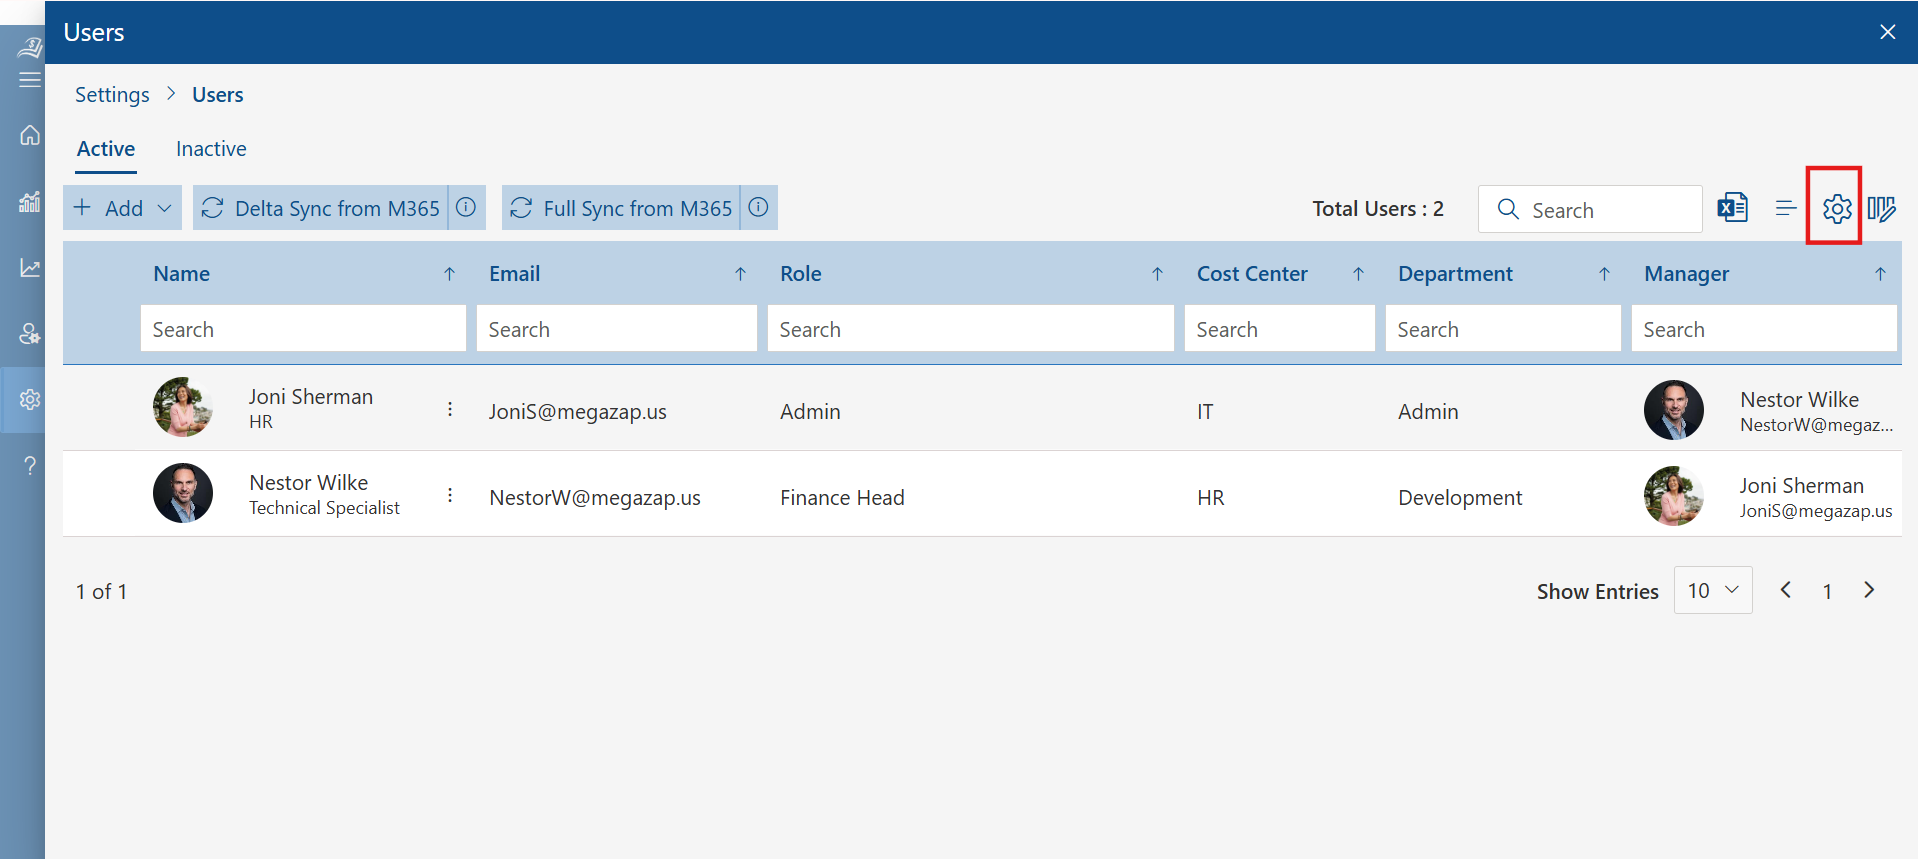 Users
Settings > Users
Active Inactive
+ Add Delta Sync from M365 Full Sync from M365 Total Users : 2 Search
Name Email Role Cost Center Department Manager
Search Search Search Search Search Search
Joni Sherman
HR
JoniS@megazap.us Admin IT Admin
Nestor Wilke
NestorW@megaz...
Nestor Wilke
Technical Specialist
NestorW@megazap.us Finance Head HR Development
Joni Sherman
JoniS@megazap.us
1 of 1 Show Entries 10 < 1 >